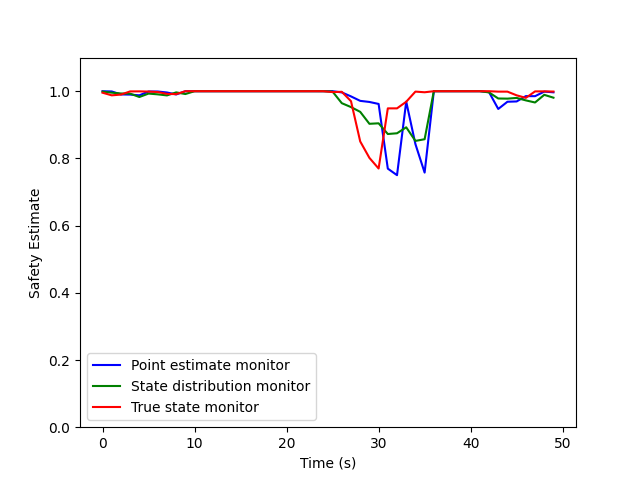 1.0
0.8
0.6
0.4
0.2
0.0
Safety Estimate
Point estimate monitor
State distribution monitor
True state monitor
0 10 20 30 40 50
Time (s)